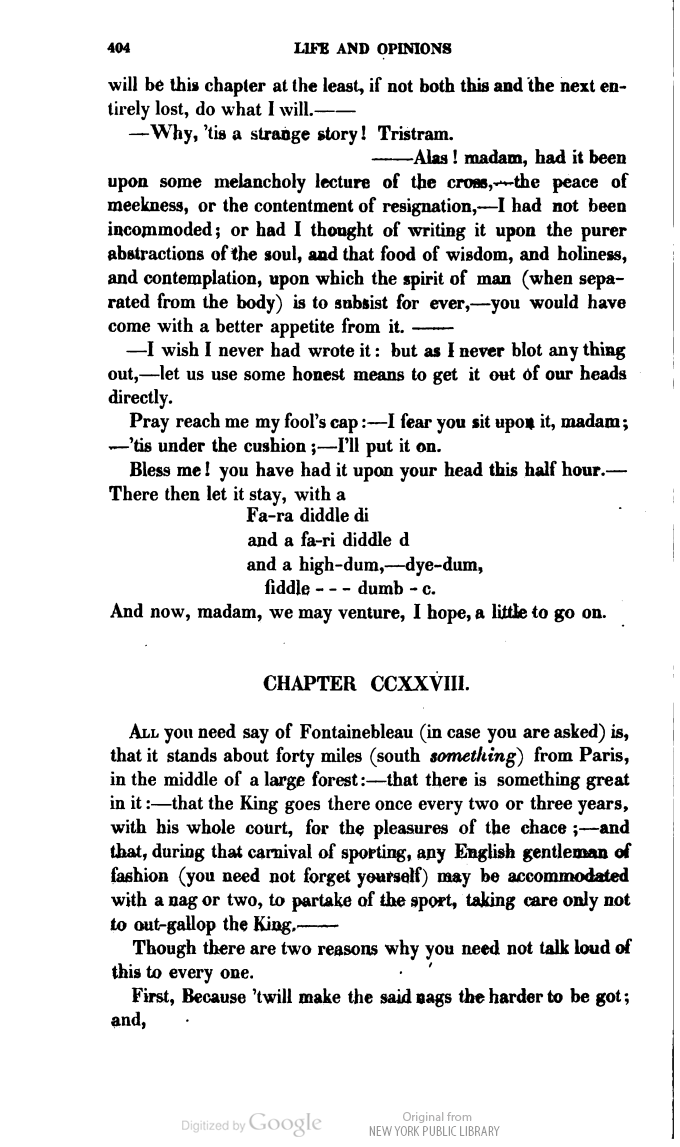 404 LIFE AND OPINIONS
will be this chapter at the least, if not both this and the next en-
tirely lost, do what I will.——
—Why, 'tis a strange story! Tristram.
——Alas! madam, had it been
upon some melancholy lecture of the cross,—the peace of
meekness, or the contentment of resignation,—I had not been
incommoded; or had I thought of writing it upon the purer
abstractions of the soul, and that food of wisdom, and holiness,
and contemplation, upon which the spirit of man (when sepa-
rated from the body) is to subsist for ever,—you would have
come with a better appetite from it. ——
—I wish I never had wrote it: but as I never blot any thing
out,—let us use some honest means to get it out of our heads
directly.
Pray reach me my fool's cap:—I fear you sit upon it, madam;
—'tis under the cushion;—I'll put it on.
Bless me! you have had it upon your head this half hour.—
There then let it stay, with a
Fa-ra diddle di
and a fa-ri diddle d
and a high-dum,—dye-dum,
fiddle - - - dumb - c.
And now, madam, we may venture, I hope, a little to go on.
CHAPTER CCXXVIII.
ALL you need say of Fontainebleau (in case you are asked) is,
that it stands about forty miles (south something) from Paris,
in the middle of a large forest:—that there is something great
in it:—that the King goes there once every two or three years,
with his whole court, for the pleasures of the chace;—and
that, during that carnival of sporting, any English gentleman of
fashion (you need not forget yourself) may be accommodated
with a nag or two, to partake of the sport, taking care only not
to out-gallop the King.——
Though there are two reasons why you need not talk loud of
this to every one.
First, Because 'twill make the said nags the harder to be got;
and,
Digitized by Google
Original from
NEW YORK PUBLIC LIBRARY